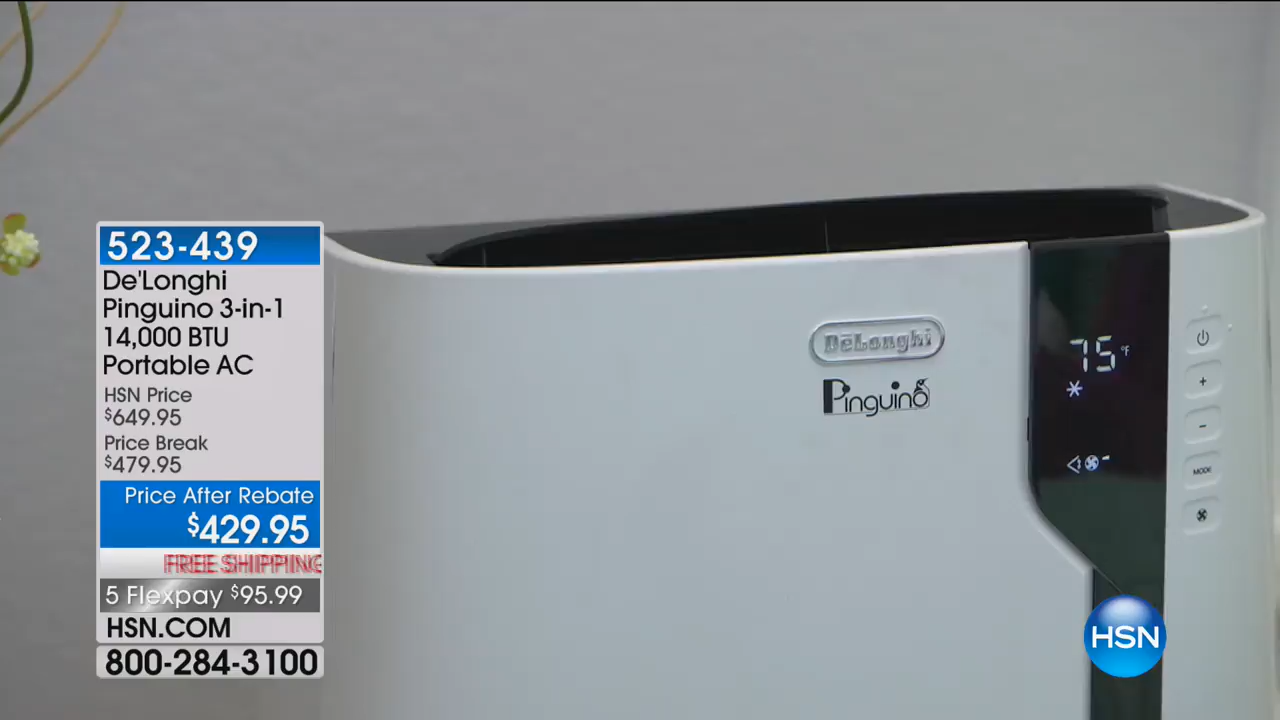 523-439
De'Longhi
Pinguino 3-in-1
14,000 BTU
Portable AC
HSN Price
$649.95
Price Break
$479.95
Price After Rebate
$429.95
FREE SHIPPING
5 Flexpay $95.99
HSN.COM
800-284-3100
DeLonghi
Pinguino
75 °F
+
-
MODE
HSN